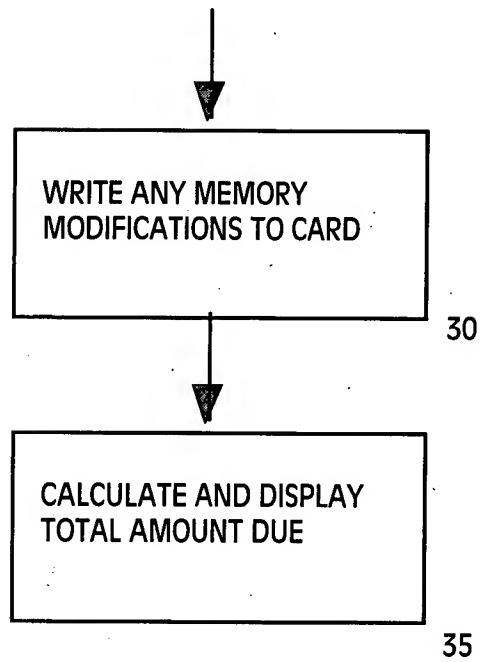 WRITE ANY MEMORY
MODIFICATIONS TO CARD
30
CALCULATE AND DISPLAY
TOTAL AMOUNT DUE
35